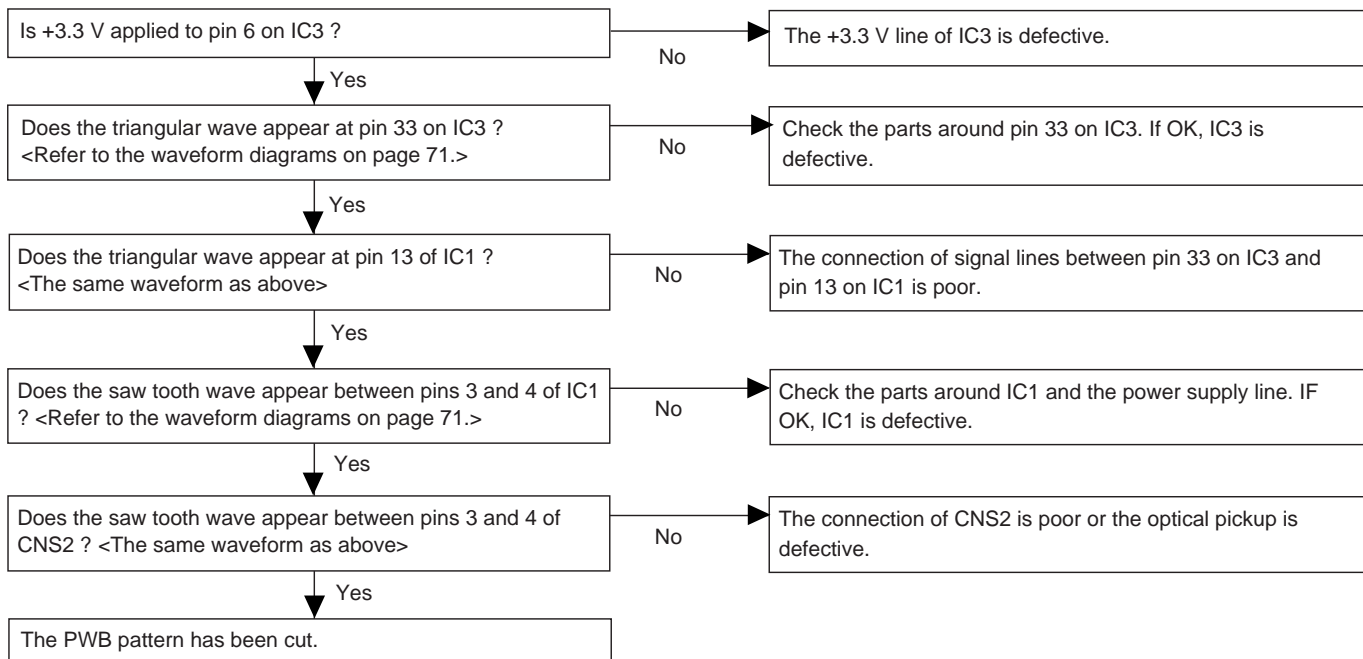 Is +3.3 V applied to pin 6 on IC3 ?
No
The +3.3 V line of IC3 is defective.
Yes
Does the triangular wave appear at pin 33 on IC3 ?
<Refer to the waveform diagrams on page 71.>
No
Check the parts around pin 33 on IC3. If OK, IC3 is
defective.
Yes
Does the triangular wave appear at pin 13 of IC1 ?
<The same waveform as above>
No
The connection of signal lines between pin 33 on IC3 and
pin 13 on IC1 is poor.
Yes
Does the saw tooth wave appear between pins 3 and 4 of IC1
? <Refer to the waveform diagrams on page 71.>
No
Check the parts around IC1 and the power supply line. IF
OK, IC1 is defective.
Yes
Does the saw tooth wave appear between pins 3 and 4 of
CNS2 ? <The same waveform as above>
No
The connection of CNS2 is poor or the optical pickup is
defective.
Yes
The PWB pattern has been cut.